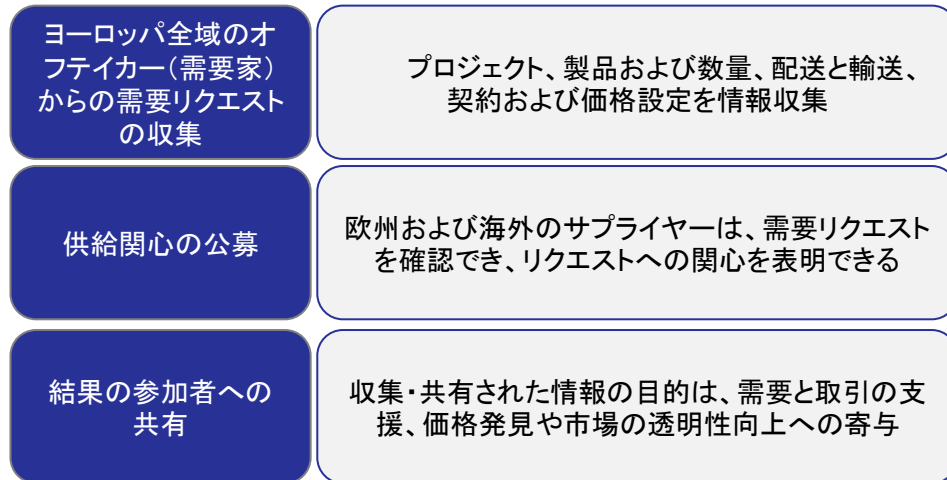 ヨーロッパ全域のオ
フテイカー（需要家）
からの需要リクエスト
の収集
プロジェクト、製品および数量、配送と輸送、
契約および価格設定を情報収集
供給関心の公募
欧州および海外のサプライヤーは、需要リクエスト
を確認でき、リクエストへの関心を表明できる
結果の参加者への
共有
収集・共有された情報の目的は、需要と取引の支
援、価格発見や市場の透明性向上への寄与